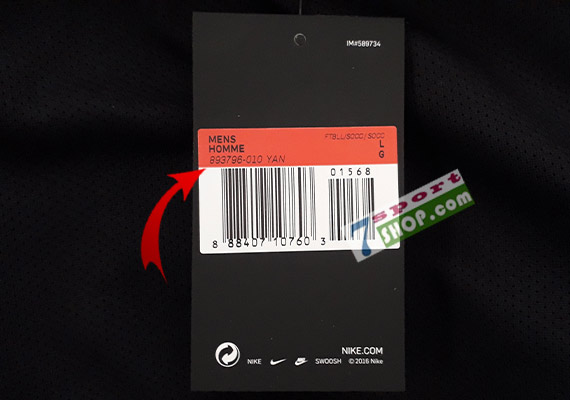 IM#589734
MENS
HOMME
893796-010 YAN
FTBLL/SOCC/SOCC
L
G
01568
8 88407 10760 3
7sport
SHOP.com
NIKE.COM
NIKE SWOOSH © 2016 Nike